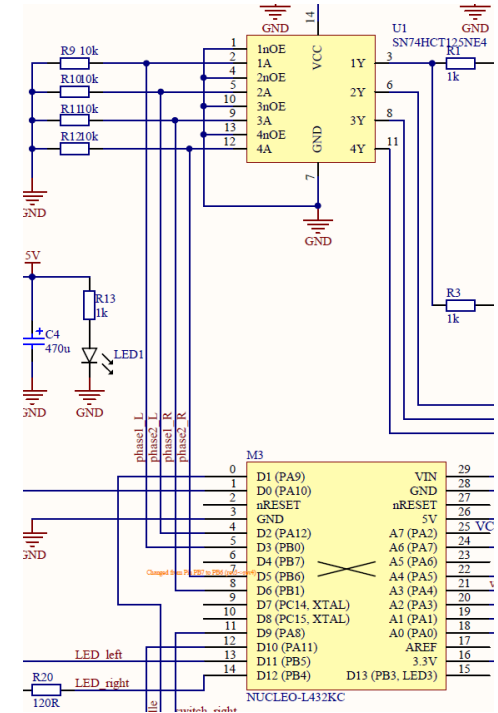 GND
14
GND
U1
SN74HCT125NE4
R9 10k
1 1nOE VCC
2 1A 1Y 3 R1
4 2nOE 1k
R10 10k
5 2A 2Y 6
10 3nOE
R11 10k
9 3A 3Y 8
13 4nOE GND
R12 10k
12 4A 4Y 11
7
GND
GND
5V
R13
1k
R3
1k
C4
470u
LED1
GND
GND
phase1_L
phase2_L
phase1_R
phase2_R
M3
0 D1 (PA9) VIN 29
1 D0 (PA10) GND 28
2 nRESET nRESET 27
3 GND 5V 26
4 D2 (PA12) A7 (PA2) 25 VC
5 D3 (PB0) A6 (PA7) 24
GND
6 D4 (PB7) A5 (PA6) 23
7 D5 (PB6) A4 (PA5) 22
8 D6 (PB1) A3 (PA4) 21
9 D7 (PC14, XTAL) A2 (PA3) 20
10 D8 (PC15, XTAL) A1 (PA1) 19
11 D9 (PA8) A0 (PA0) 18
12 D10 (PA11) AREF 17
LED_left
13 D11 (PB5) 3.3V 16
14 D12 (PB4) D13 (PB3, LED3) 15
R20
LED_right
120R
NUCLEO-L432KC
switch_right